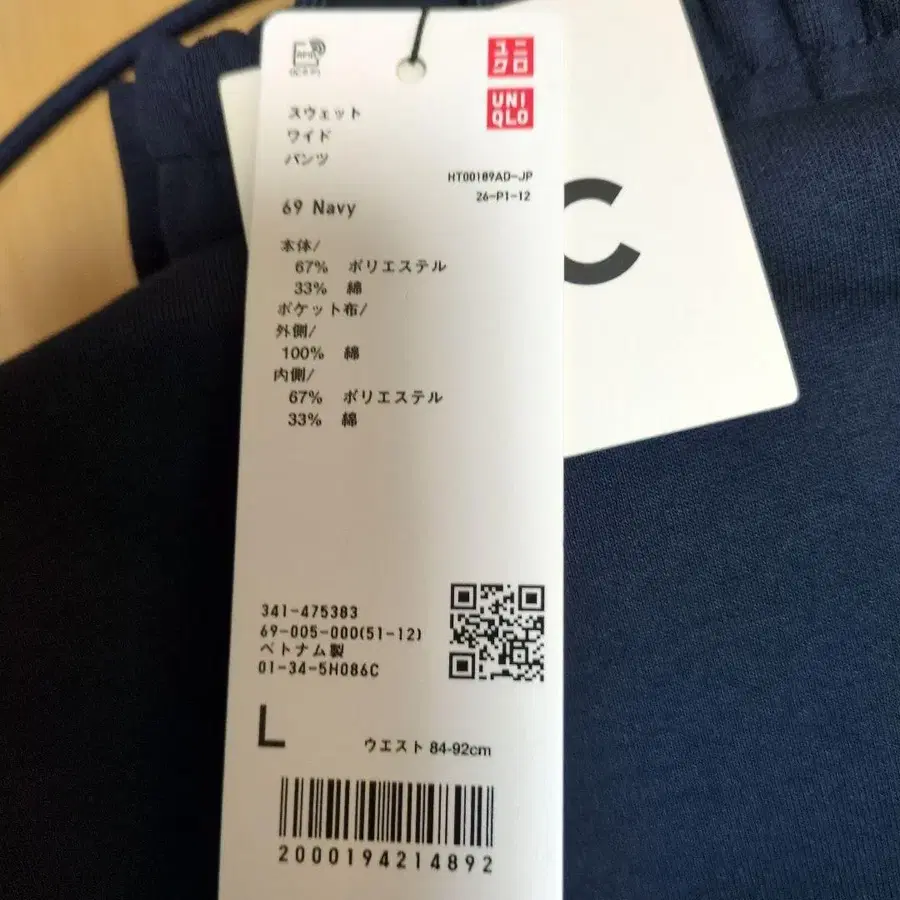 ユニ
クロ
UNI
QLO
スウェット
ワイド
パンツ
HT00189AD-JP
26-P1-12
69 Navy
本体/
67% ポリエステル
33% 綿
ポケット布/
外側/
100% 綿
内側/
67% ポリエステル
33% 綿
341-475383
69-005-000(51-12)
ベトナム製
01-34-5H086C
L
ウエスト 84-92cm
2000194214892
C